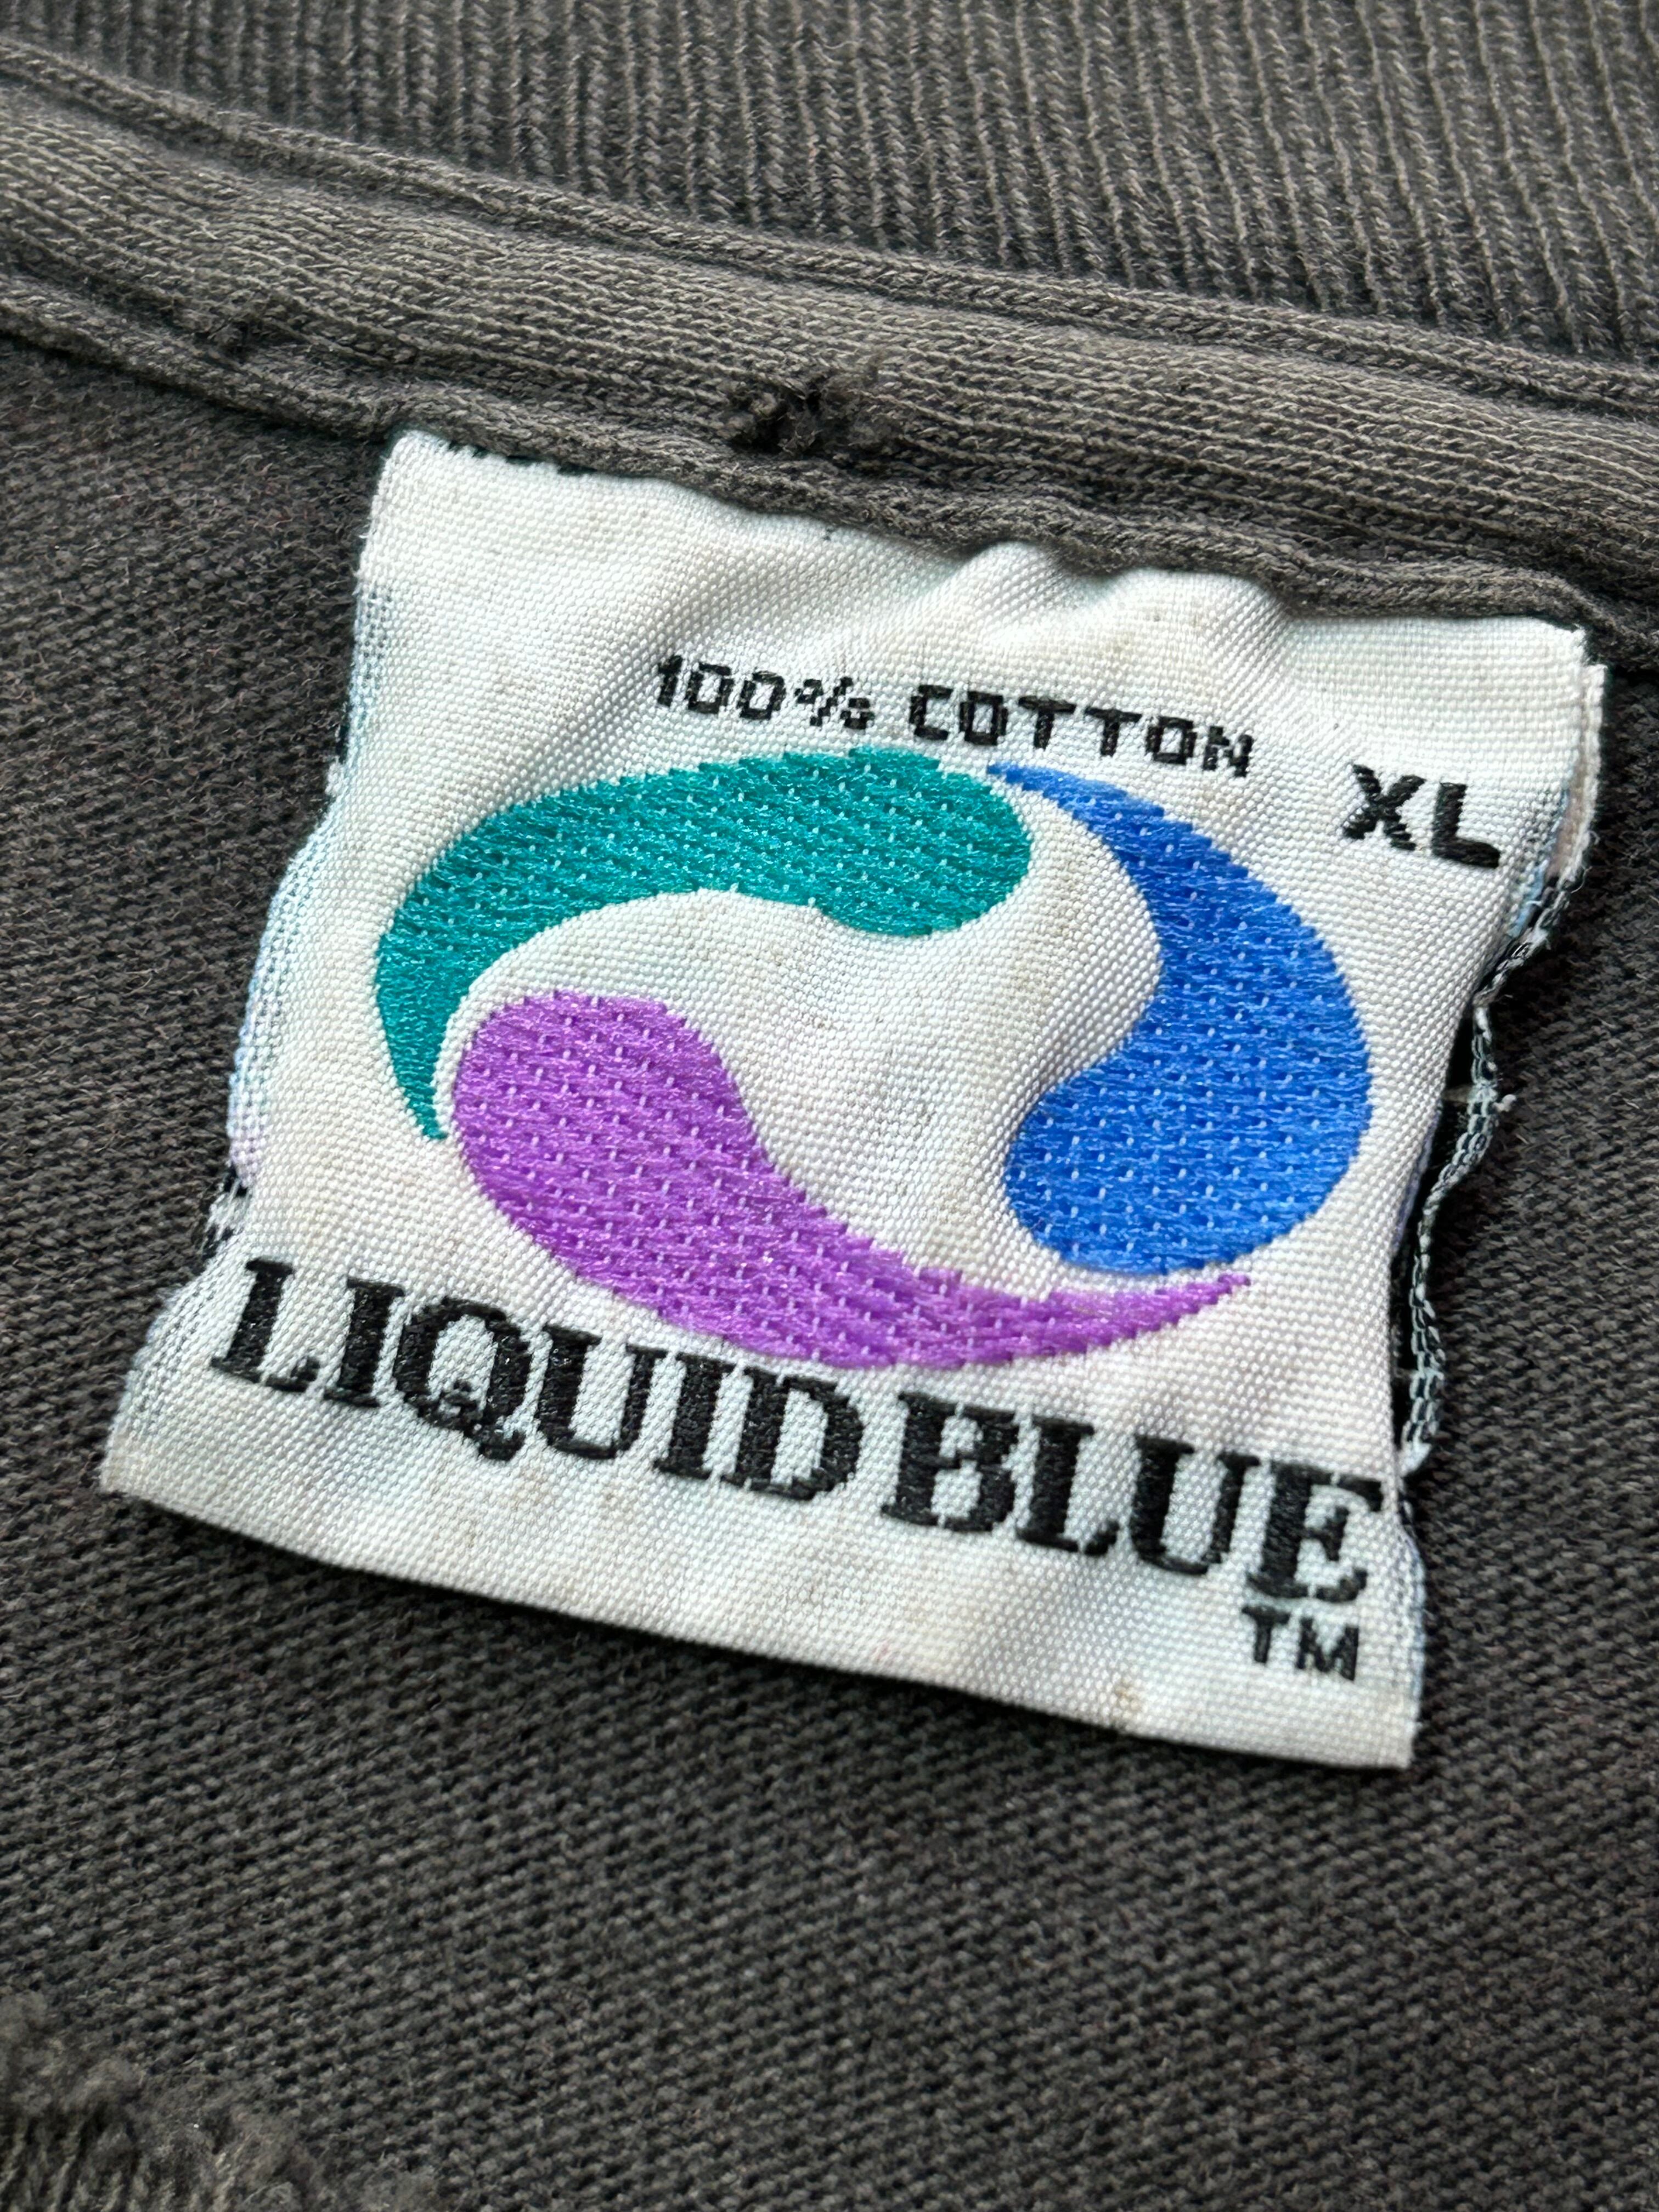 100% COTTON
XL
LIQUID BLUE
TM